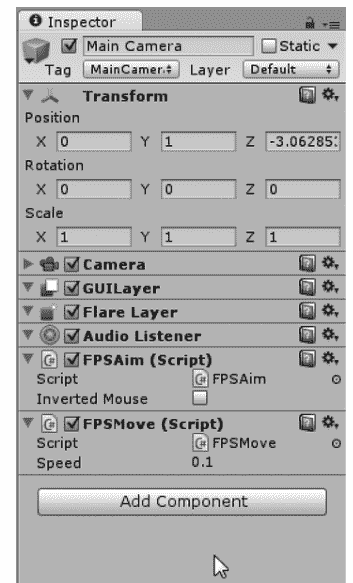 Inspector
Main Camera Static
Tag MainCamer Layer Default
Transform
Position
X 0 Y 1 Z -3.06285
Rotation
X 0 Y 0 Z 0
Scale
X 1 Y 1 Z 1
Camera
GUILayer
Flare Layer
Audio Listener
FPSAim (Script)
Script FPSAim
Inverted Mouse
FPSMove (Script)
Script FPSMove
Speed 0.1
Add Component